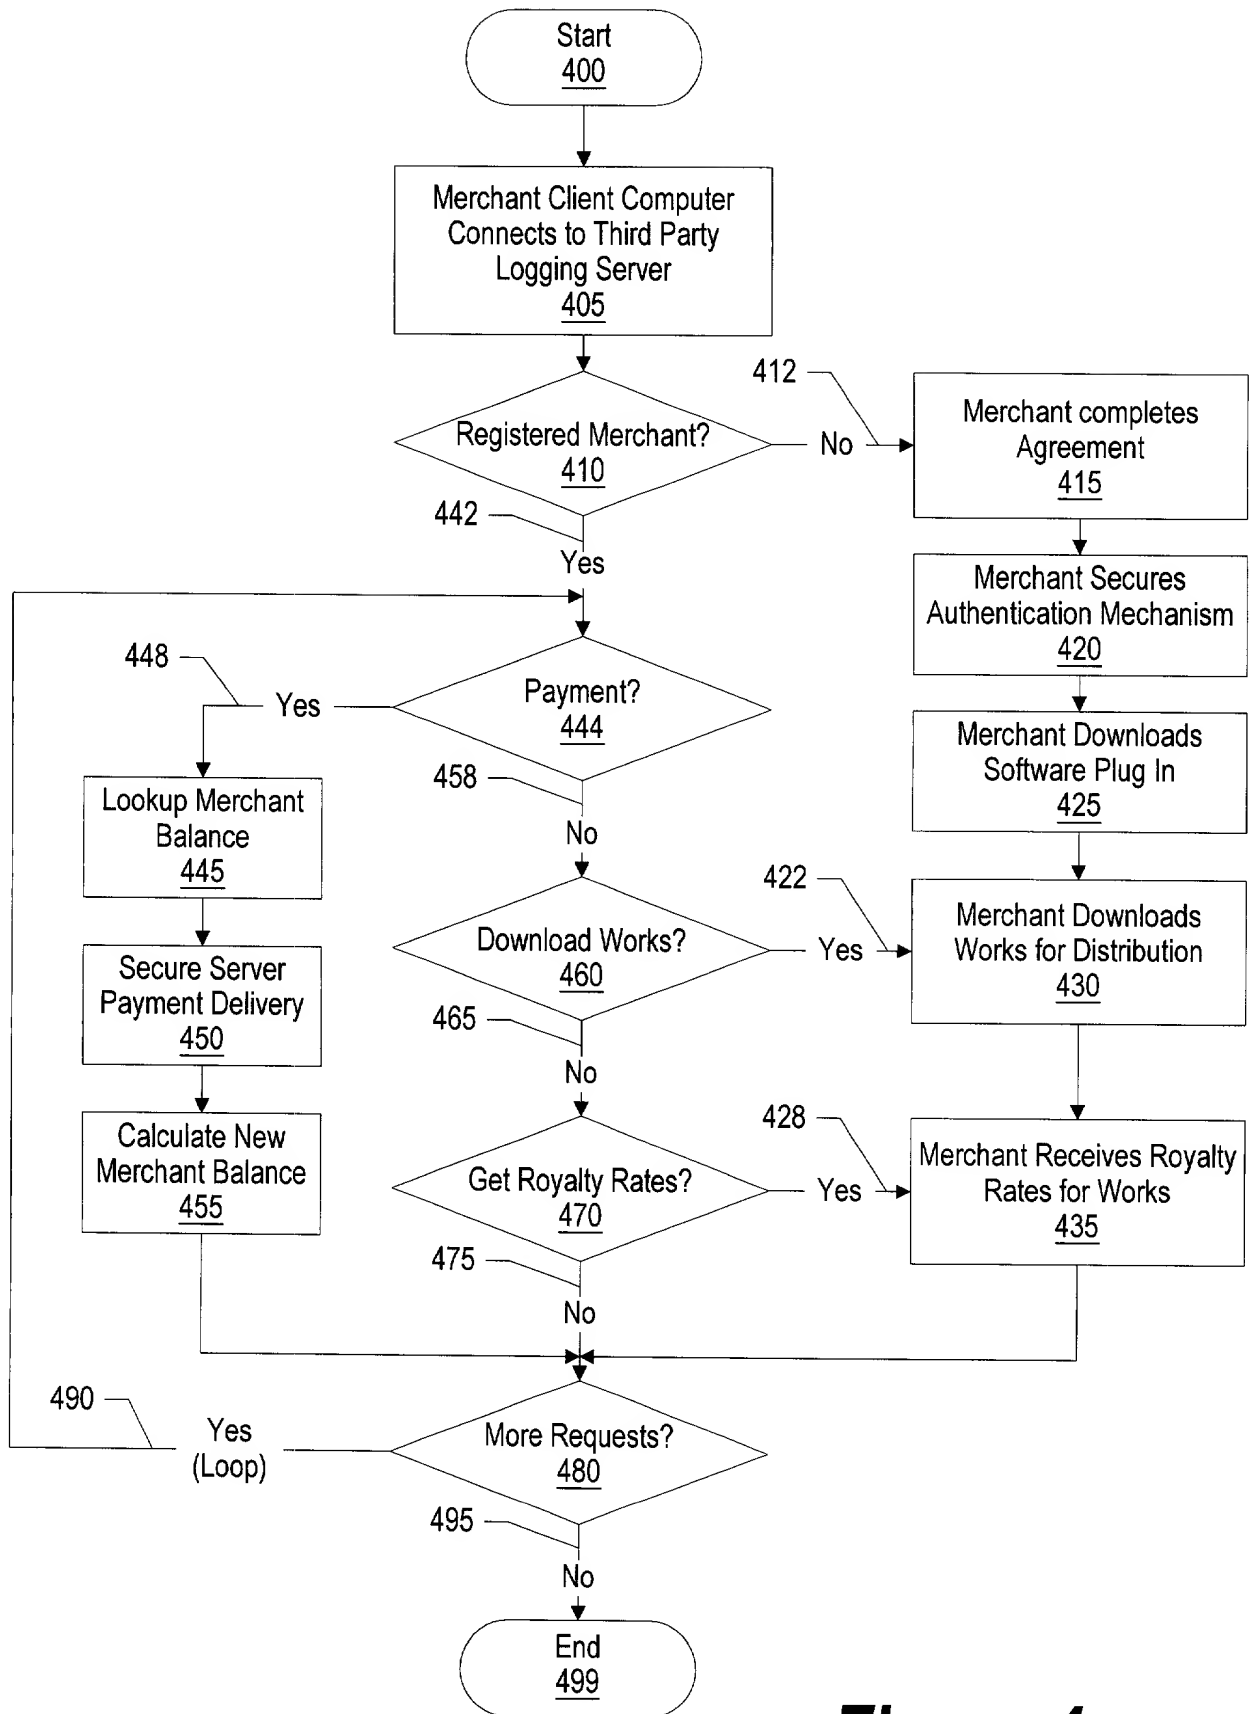 Start
400
Merchant Client Computer
Connects to Third Party
Logging Server
405
412
Registered Merchant?
410
No
Merchant completes
Agreement
415
442
Yes
Merchant Secures
Authentication Mechanism
420
448
Yes
Payment?
444
Merchant Downloads
Software Plug In
425
458
No
Lookup Merchant
Balance
445
422
Download Works?
460
Yes
Merchant Downloads
Works for Distribution
430
Secure Server
Payment Delivery
450
465
No
428
Calculate New
Merchant Balance
455
Get Royalty Rates?
470
Yes
Merchant Receives Royalty
Rates for Works
435
475
No
490
Yes
(Loop)
More Requests?
480
495
No
End
499